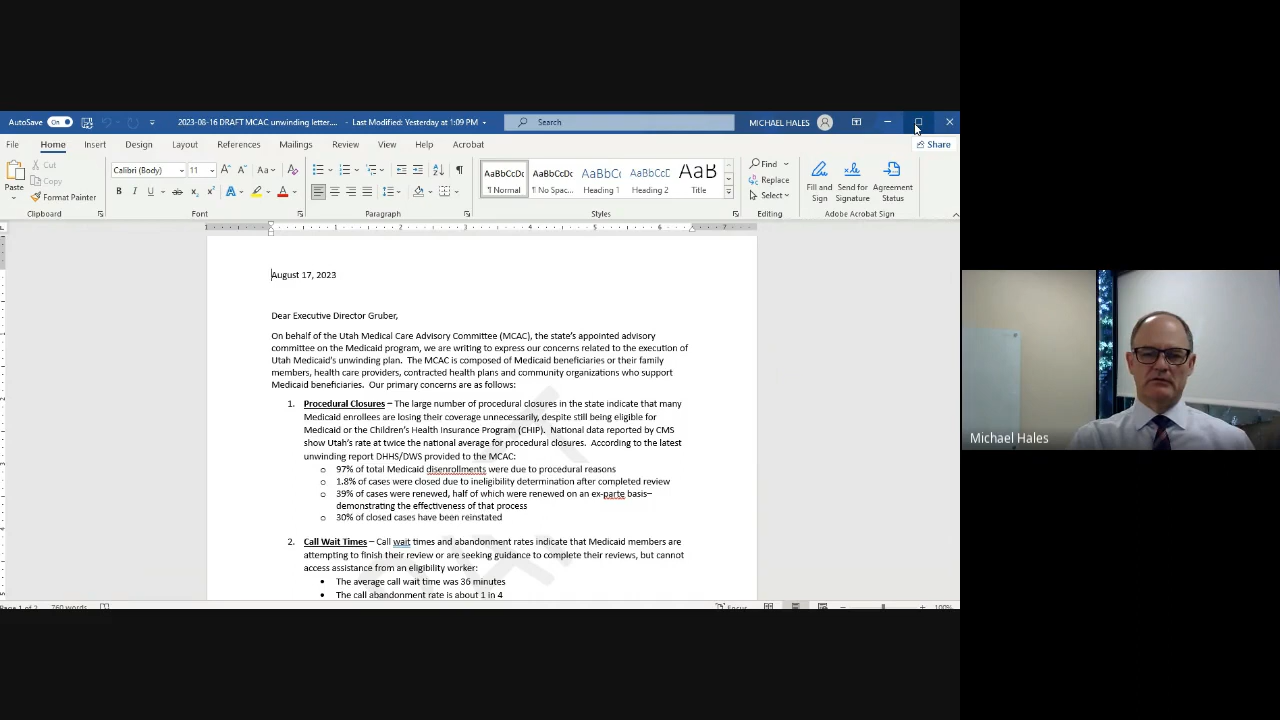 AutoSave On 2023-08-16 DRAFT MCAC unwinding letter.... - Last Modified: Yesterday at 1:09 PM Search MICHAEL HALES
File Home Insert Design Layout References Mailings Review View Help Acrobat Share
Cut
Copy
Format Painter
Paste
Clipboard
Calibri (Body) 11
Font
Paragraph
AaBbCcDc AaBbCcDc AaBbCc AaBbCcD AaB
¶ Normal ¶ No Spac... Heading 1 Heading 2 Title
Styles
Find
Replace
Select
Editing
Fill and Sign
Send for Signature
Agreement Status
Adobe Acrobat Sign
August 17, 2023
Dear Executive Director Gruber,
On behalf of the Utah Medical Care Advisory Committee (MCAC), the state's appointed advisory
committee on the Medicaid program, we are writing to express our concerns related to the execution of
Utah Medicaid's unwinding plan. The MCAC is composed of Medicaid beneficiaries or their family
members, health care providers, contracted health plans and community organizations who support
Medicaid beneficiaries. Our primary concerns are as follows:
1. Procedural Closures – The large number of procedural closures in the state indicate that many
Medicaid enrollees are losing their coverage unnecessarily, despite still being eligible for
Medicaid or the Children's Health Insurance Program (CHIP). National data reported by CMS
show Utah's rate at twice the national average for procedural closures. According to the latest
unwinding report DHHS/DWS provided to the MCAC:
o 97% of total Medicaid disenrollments were due to procedural reasons
o 1.8% of cases were closed due to ineligibility determination after completed review
o 39% of cases were renewed, half of which were renewed on an ex-parte basis–
demonstrating the effectiveness of that process
o 30% of closed cases have been reinstated
2. Call Wait Times – Call wait times and abandonment rates indicate that Medicaid members are
attempting to finish their review or are seeking guidance to complete their reviews, but cannot
access assistance from an eligibility worker:
• The average call wait time was 36 minutes
• The call abandonment rate is about 1 in 4
Page 1 of 2 760 words Focus 100%
Michael Hales